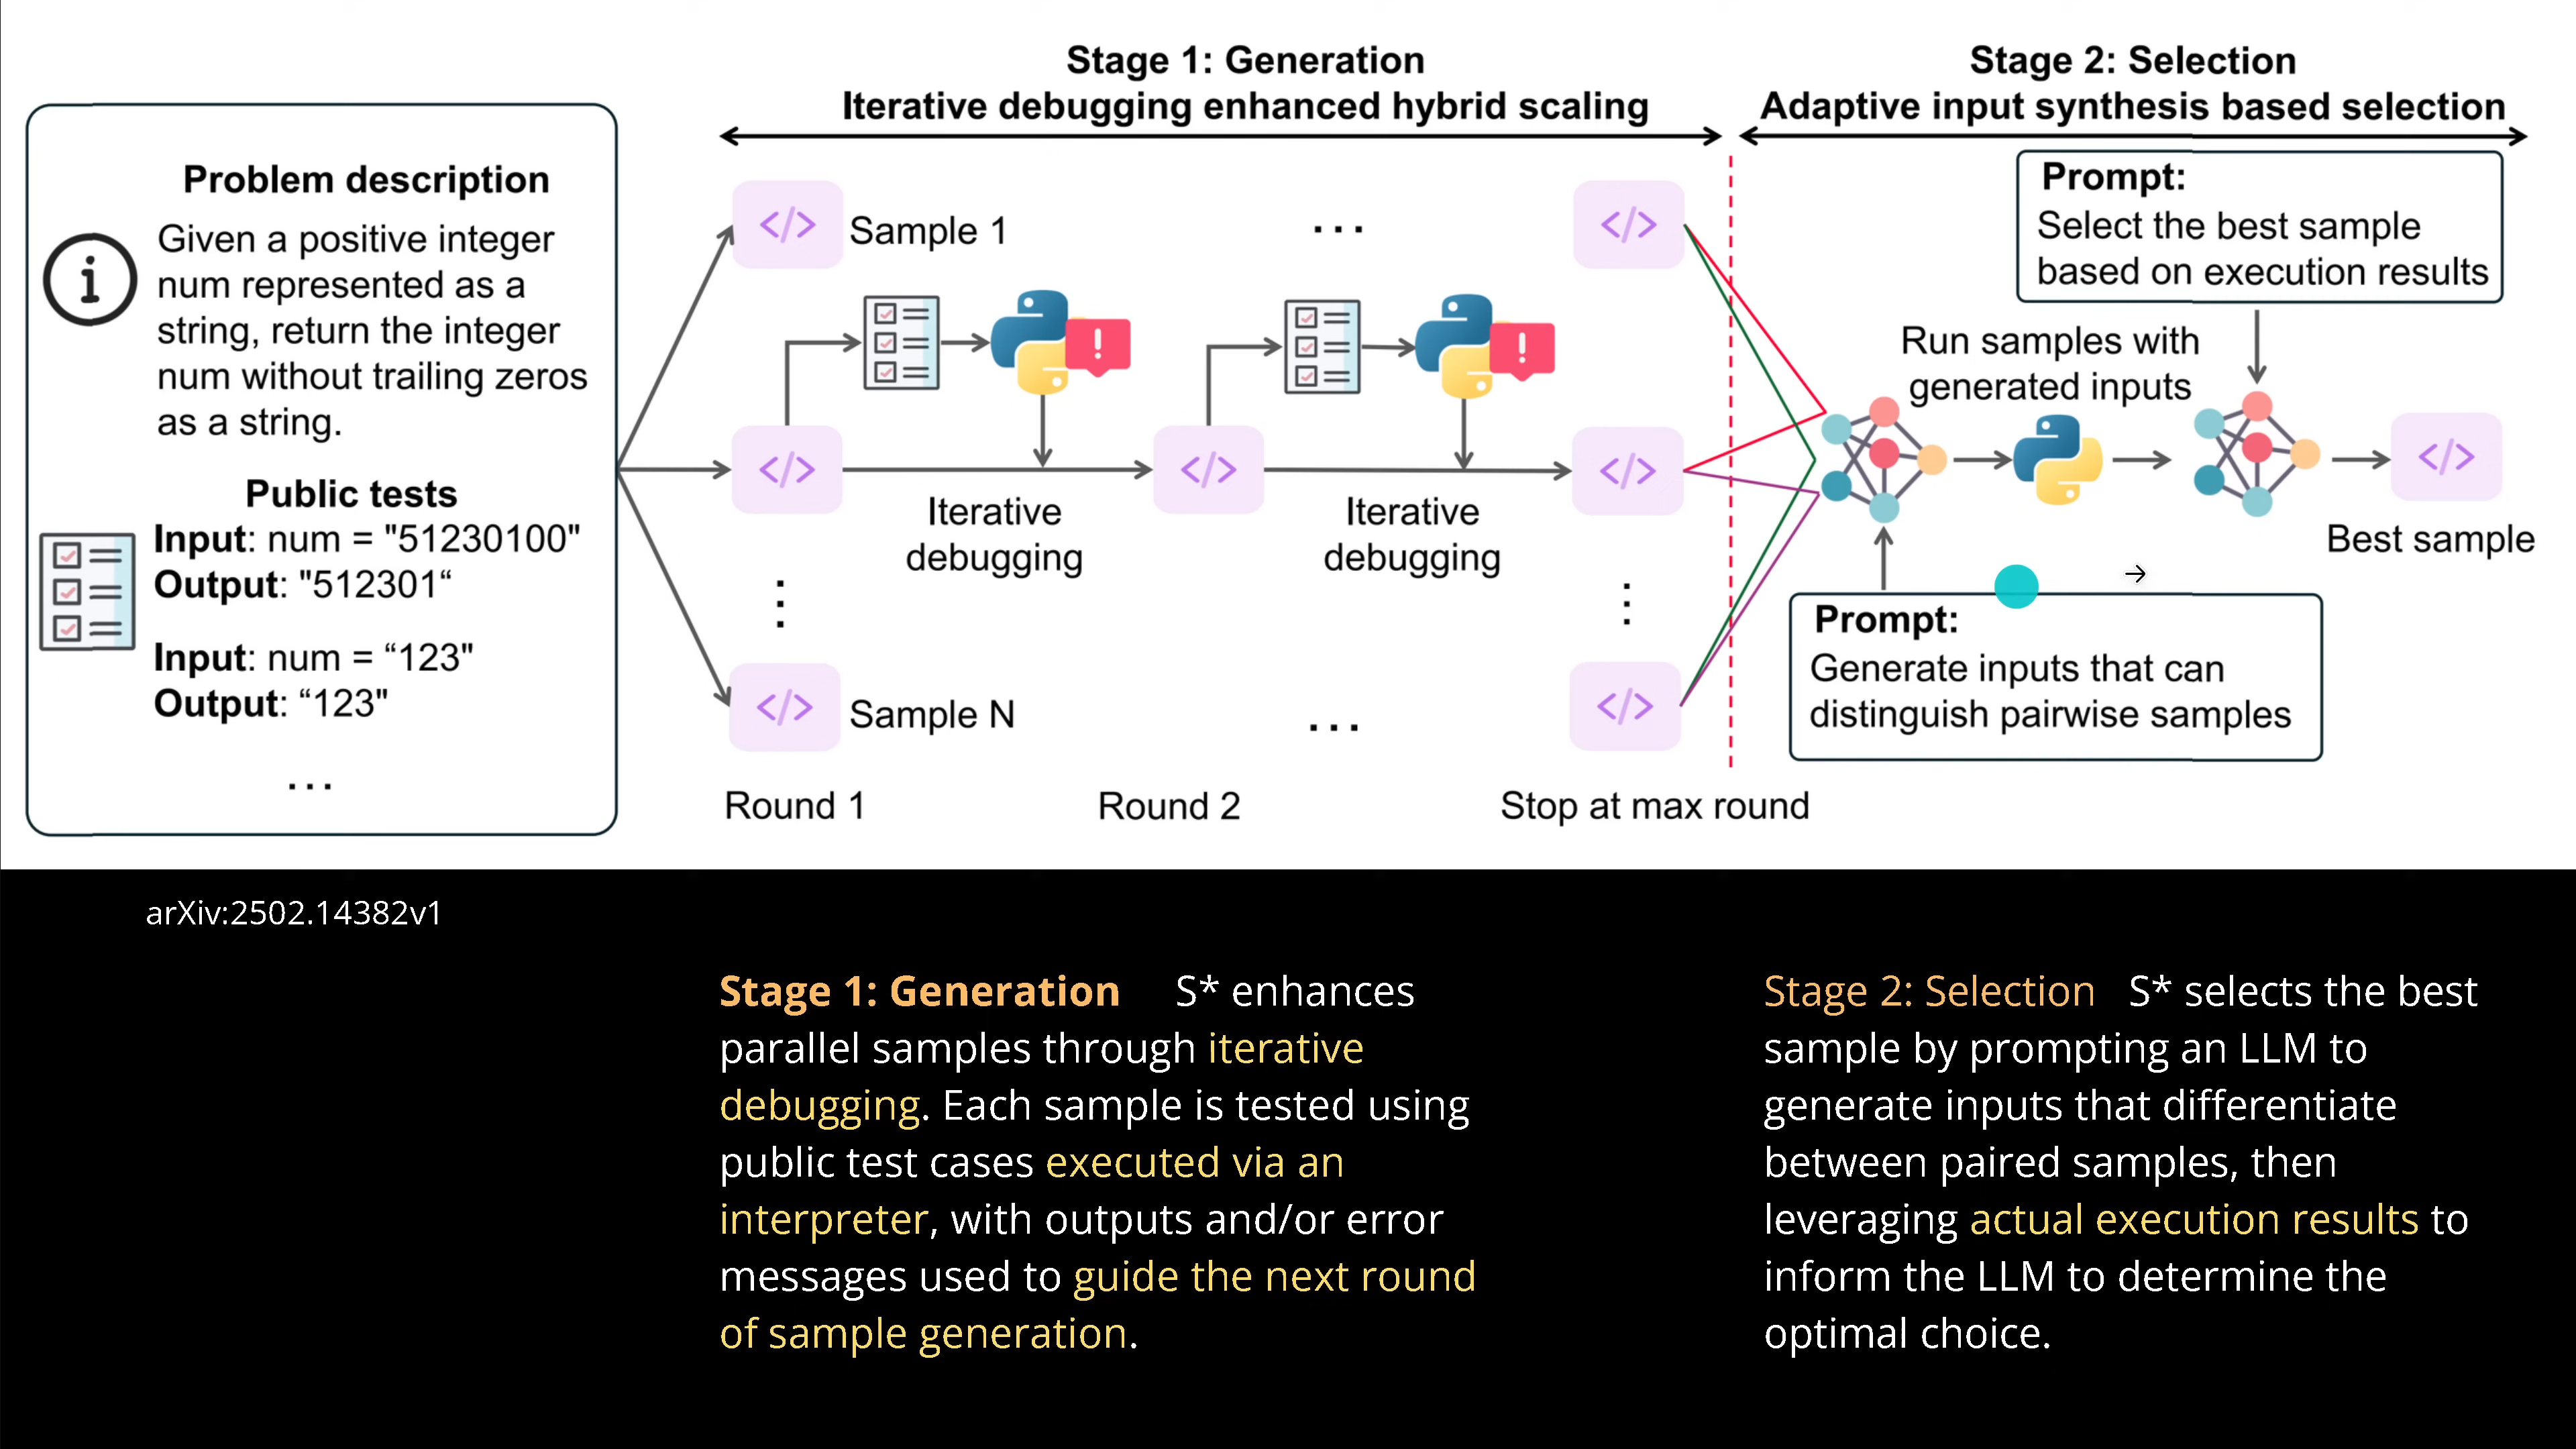 Stage 1: Generation
Iterative debugging enhanced hybrid scaling
Stage 2: Selection
Adaptive input synthesis based selection
Problem description
Given a positive integer
num represented as a
string, return the integer
num without trailing zeros
as a string.
Public tests
Input: num = "51230100"
Output: "512301“
Input: num = “123"
Output: “123"
...
Sample 1
...
Iterative
debugging
Iterative
debugging
Sample N
...
Round 1
Round 2
Stop at max round
Prompt:
Select the best sample
based on execution results
Run samples with
generated inputs
Best sample
Prompt:
Generate inputs that can
distinguish pairwise samples
arXiv:2502.14382v1
Stage 1: Generation S* enhances
parallel samples through iterative
debugging. Each sample is tested using
public test cases executed via an
interpreter, with outputs and/or error
messages used to guide the next round
of sample generation.
Stage 2: Selection S* selects the best
sample by prompting an LLM to
generate inputs that differentiate
between paired samples, then
leveraging actual execution results to
inform the LLM to determine the
optimal choice.